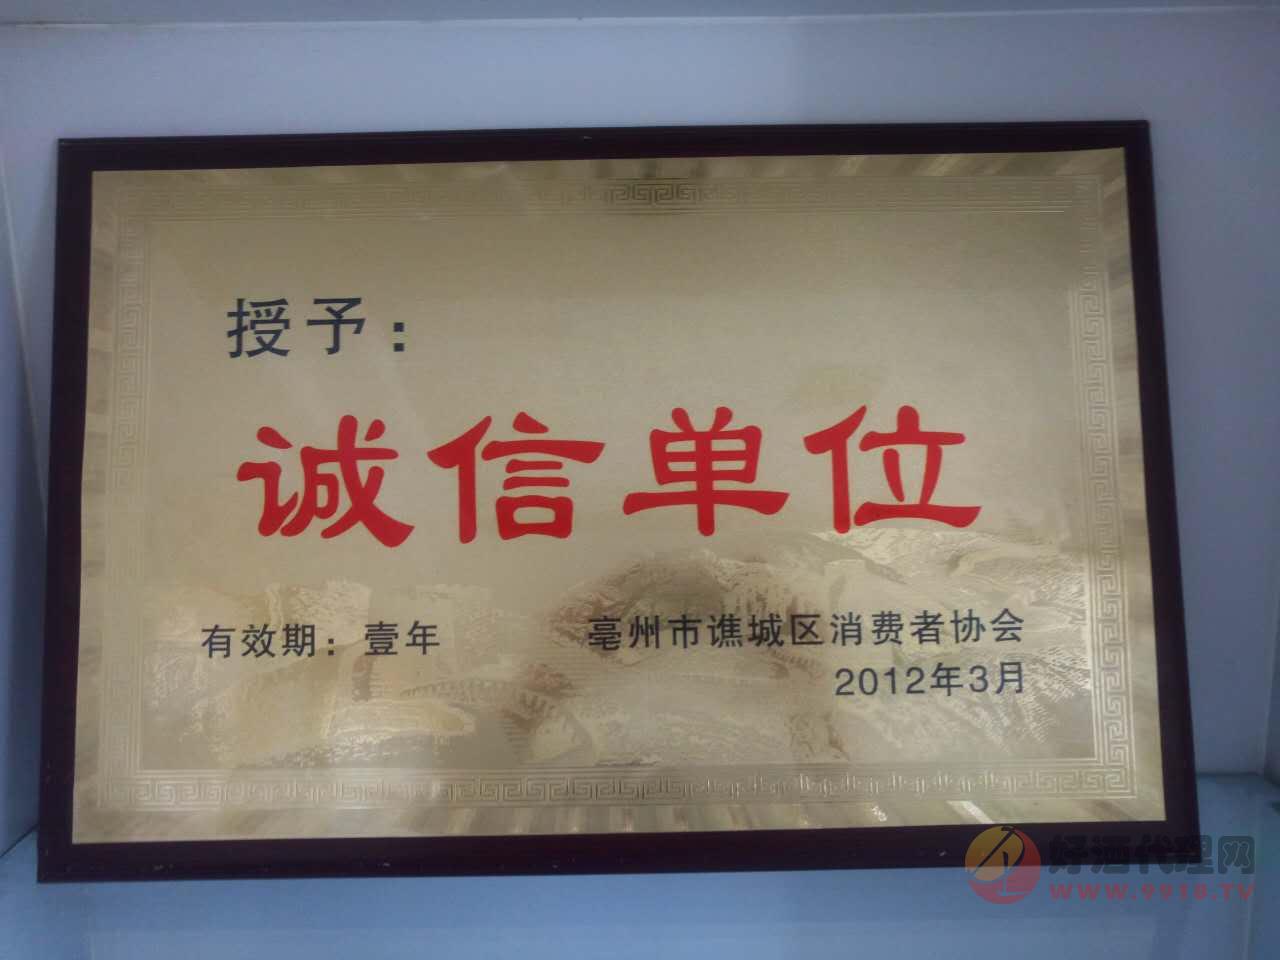 授予：
诚信单位
有效期：壹年
亳州市谯城区消费者协会
2012年3月
好酒代理网
WWW.9918.TV